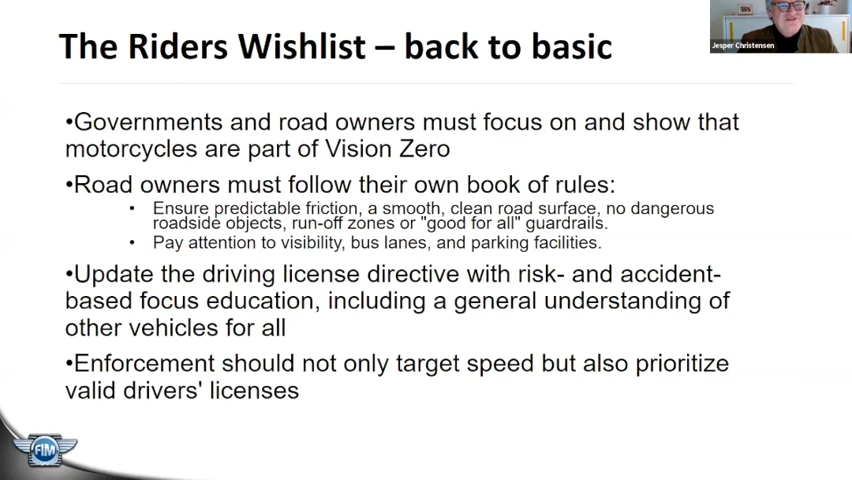 The Riders Wishlist – back to basic
Jesper Christensen
•Governments and road owners must focus on and show that
motorcycles are part of Vision Zero
•Road owners must follow their own book of rules:
• Ensure predictable friction, a smooth, clean road surface, no dangerous
roadside objects, run-off zones or "good for all" guardrails.
• Pay attention to visibility, bus lanes, and parking facilities.
•Update the driving license directive with risk- and accident-
based focus education, including a general understanding of
other vehicles for all
•Enforcement should not only target speed but also prioritize
valid drivers' licenses
FIM